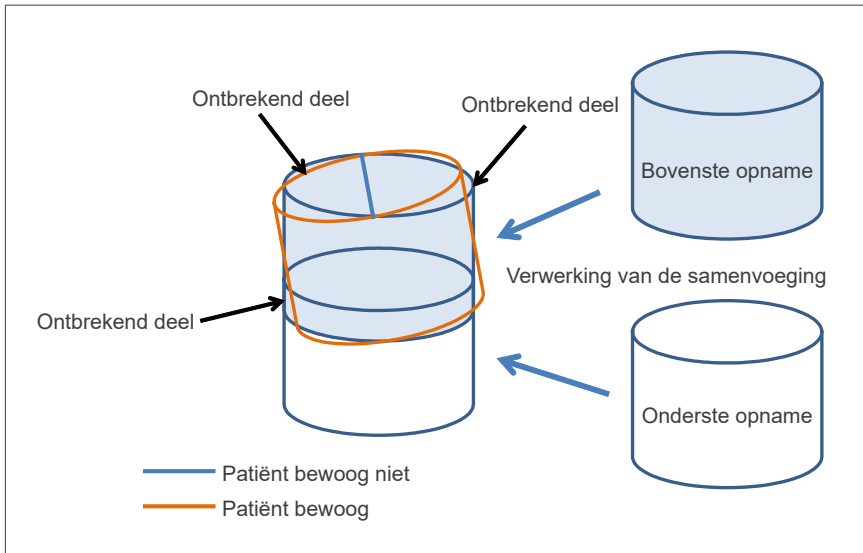 Ontbrekend deel
Ontbrekend deel
Bovenste opname
Verwerking van de samenvoeging
Ontbrekend deel
Onderste opname
Patiënt bewoog niet
Patiënt bewoog